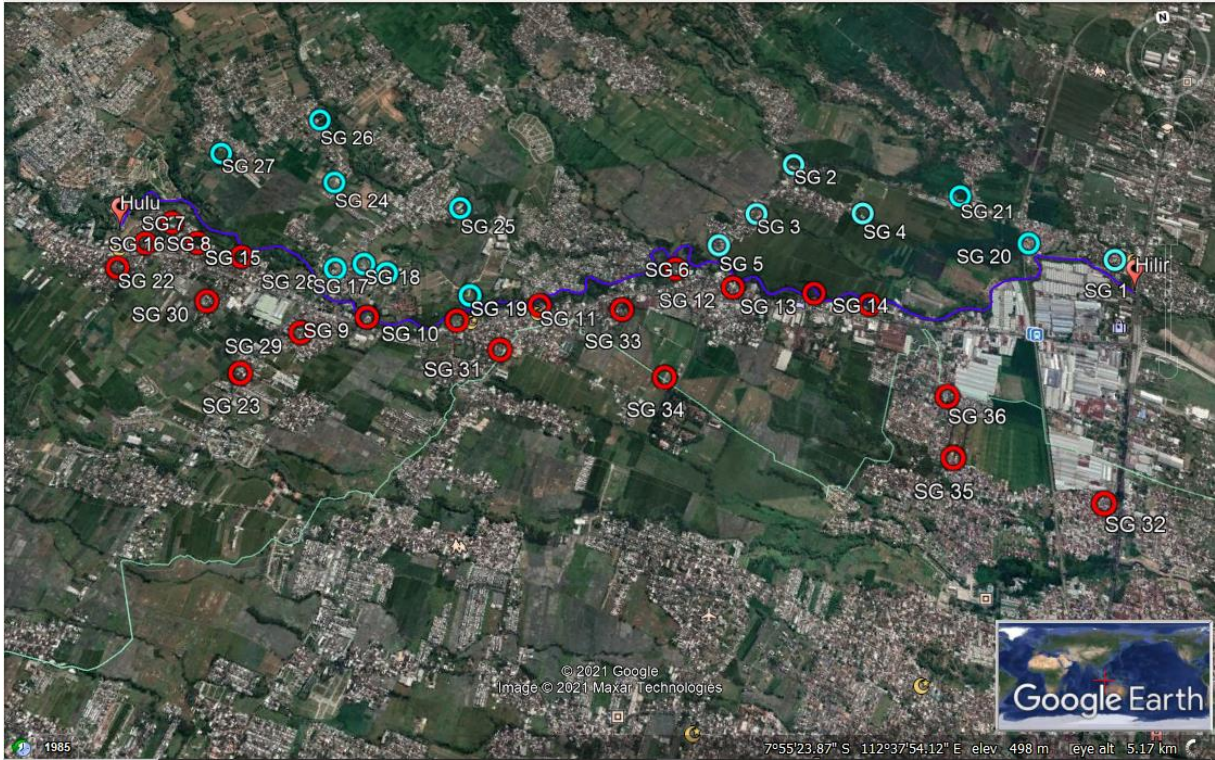 N
SG 26
SG 27
SG 2
SG 24
Hulu
SG 21
SG 25
SG 3
SG7
SG 4
SG 16
SG 8
SG 20
SG 15
SG 5
Hilir
SG 6
SG 22
SG 28
SG 17
SG 18
SG 1
SG 12
SG 13
SG 14
SG 19
SG 30
SG 11
SG 33
SG 9
SG 10
SG 29
SG 31
SG 23
SG 34
SG 36
SG 35
SG 32
© 2021 Google
Image © 2021 Maxar Technologies
Google Earth
1985
7°55'23.87" S 112°37'54.12" E elev 498 m eye alt 5.17 km